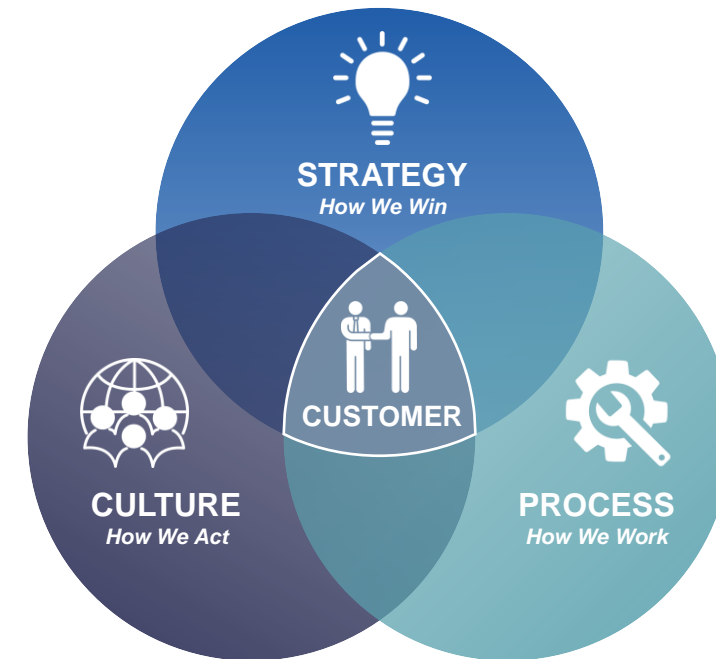 STRATEGY
How We Win
CUSTOMER
CULTURE
How We Act
PROCESS
How We Work